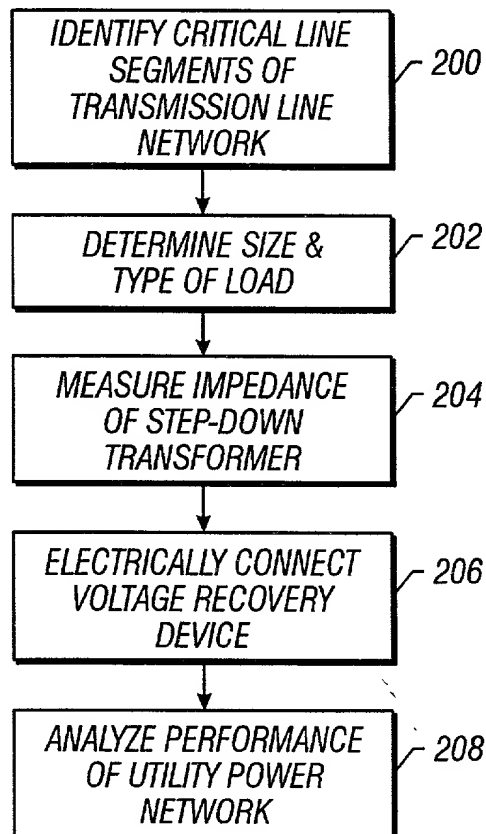 IDENTIFY CRITICAL LINE
SEGMENTS OF
TRANSMISSION LINE
NETWORK
200
DETERMINE SIZE &
TYPE OF LOAD
202
MEASURE IMPEDANCE
OF STEP-DOWN
TRANSFORMER
204
ELECTRICALLY CONNECT
VOLTAGE RECOVERY
DEVICE
206
ANALYZE PERFORMANCE
OF UTILITY POWER
NETWORK
208